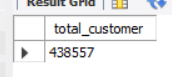 Result Grid
total_customer
438557